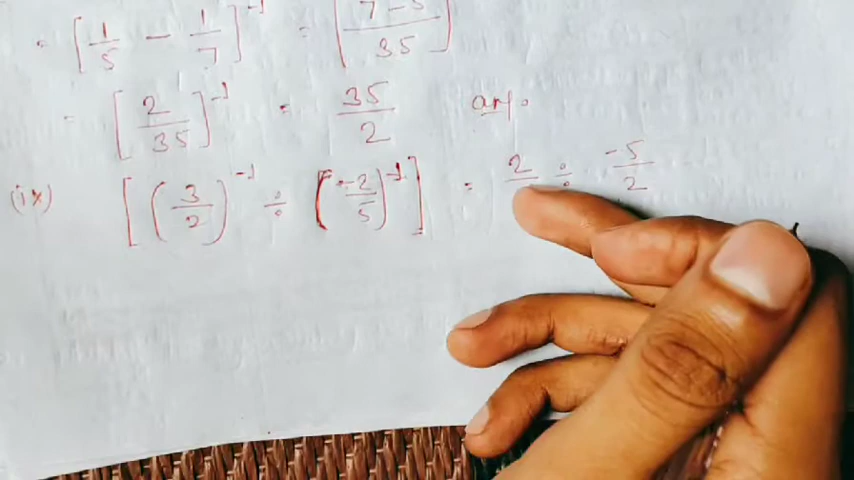 = [1/5 - 1/7]^-1 = [7-5/35]
= [2/35]^-1 = 35/2 ans.
(ix) [(3/2)^-1 ÷ (-2/5)^-1] = 2 ÷ -5/2